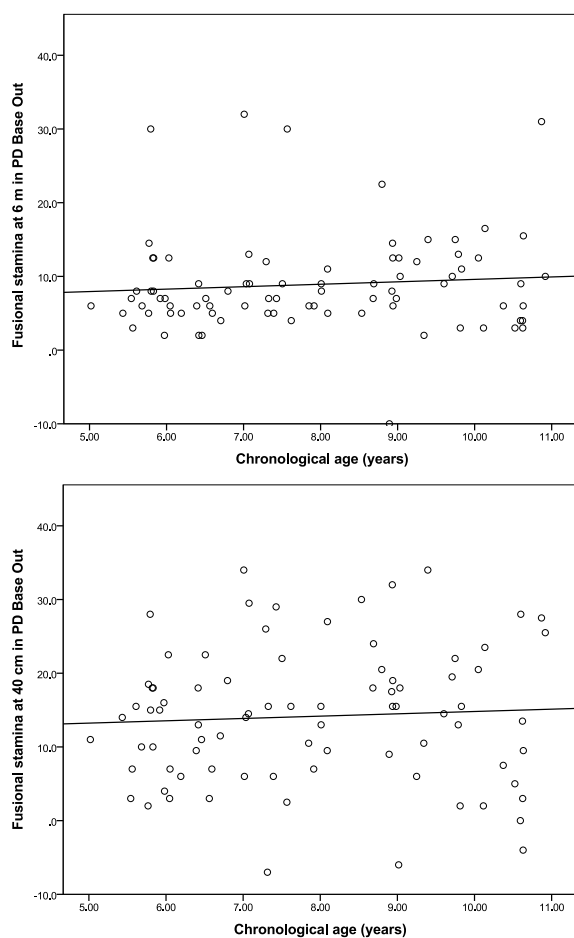 Fusional stamina at 6 m in PD Base Out
40.0
30.0
20.0
10.0
.0
-10.0
5.00 6.00 7.00 8.00 9.00 10.00 11.00
Chronological age (years)
Fusional stamina at 40 cm in PD Base Out
40.0
30.0
20.0
10.0
.0
-10.0
5.00 6.00 7.00 8.00 9.00 10.00 11.00
Chronological age (years)